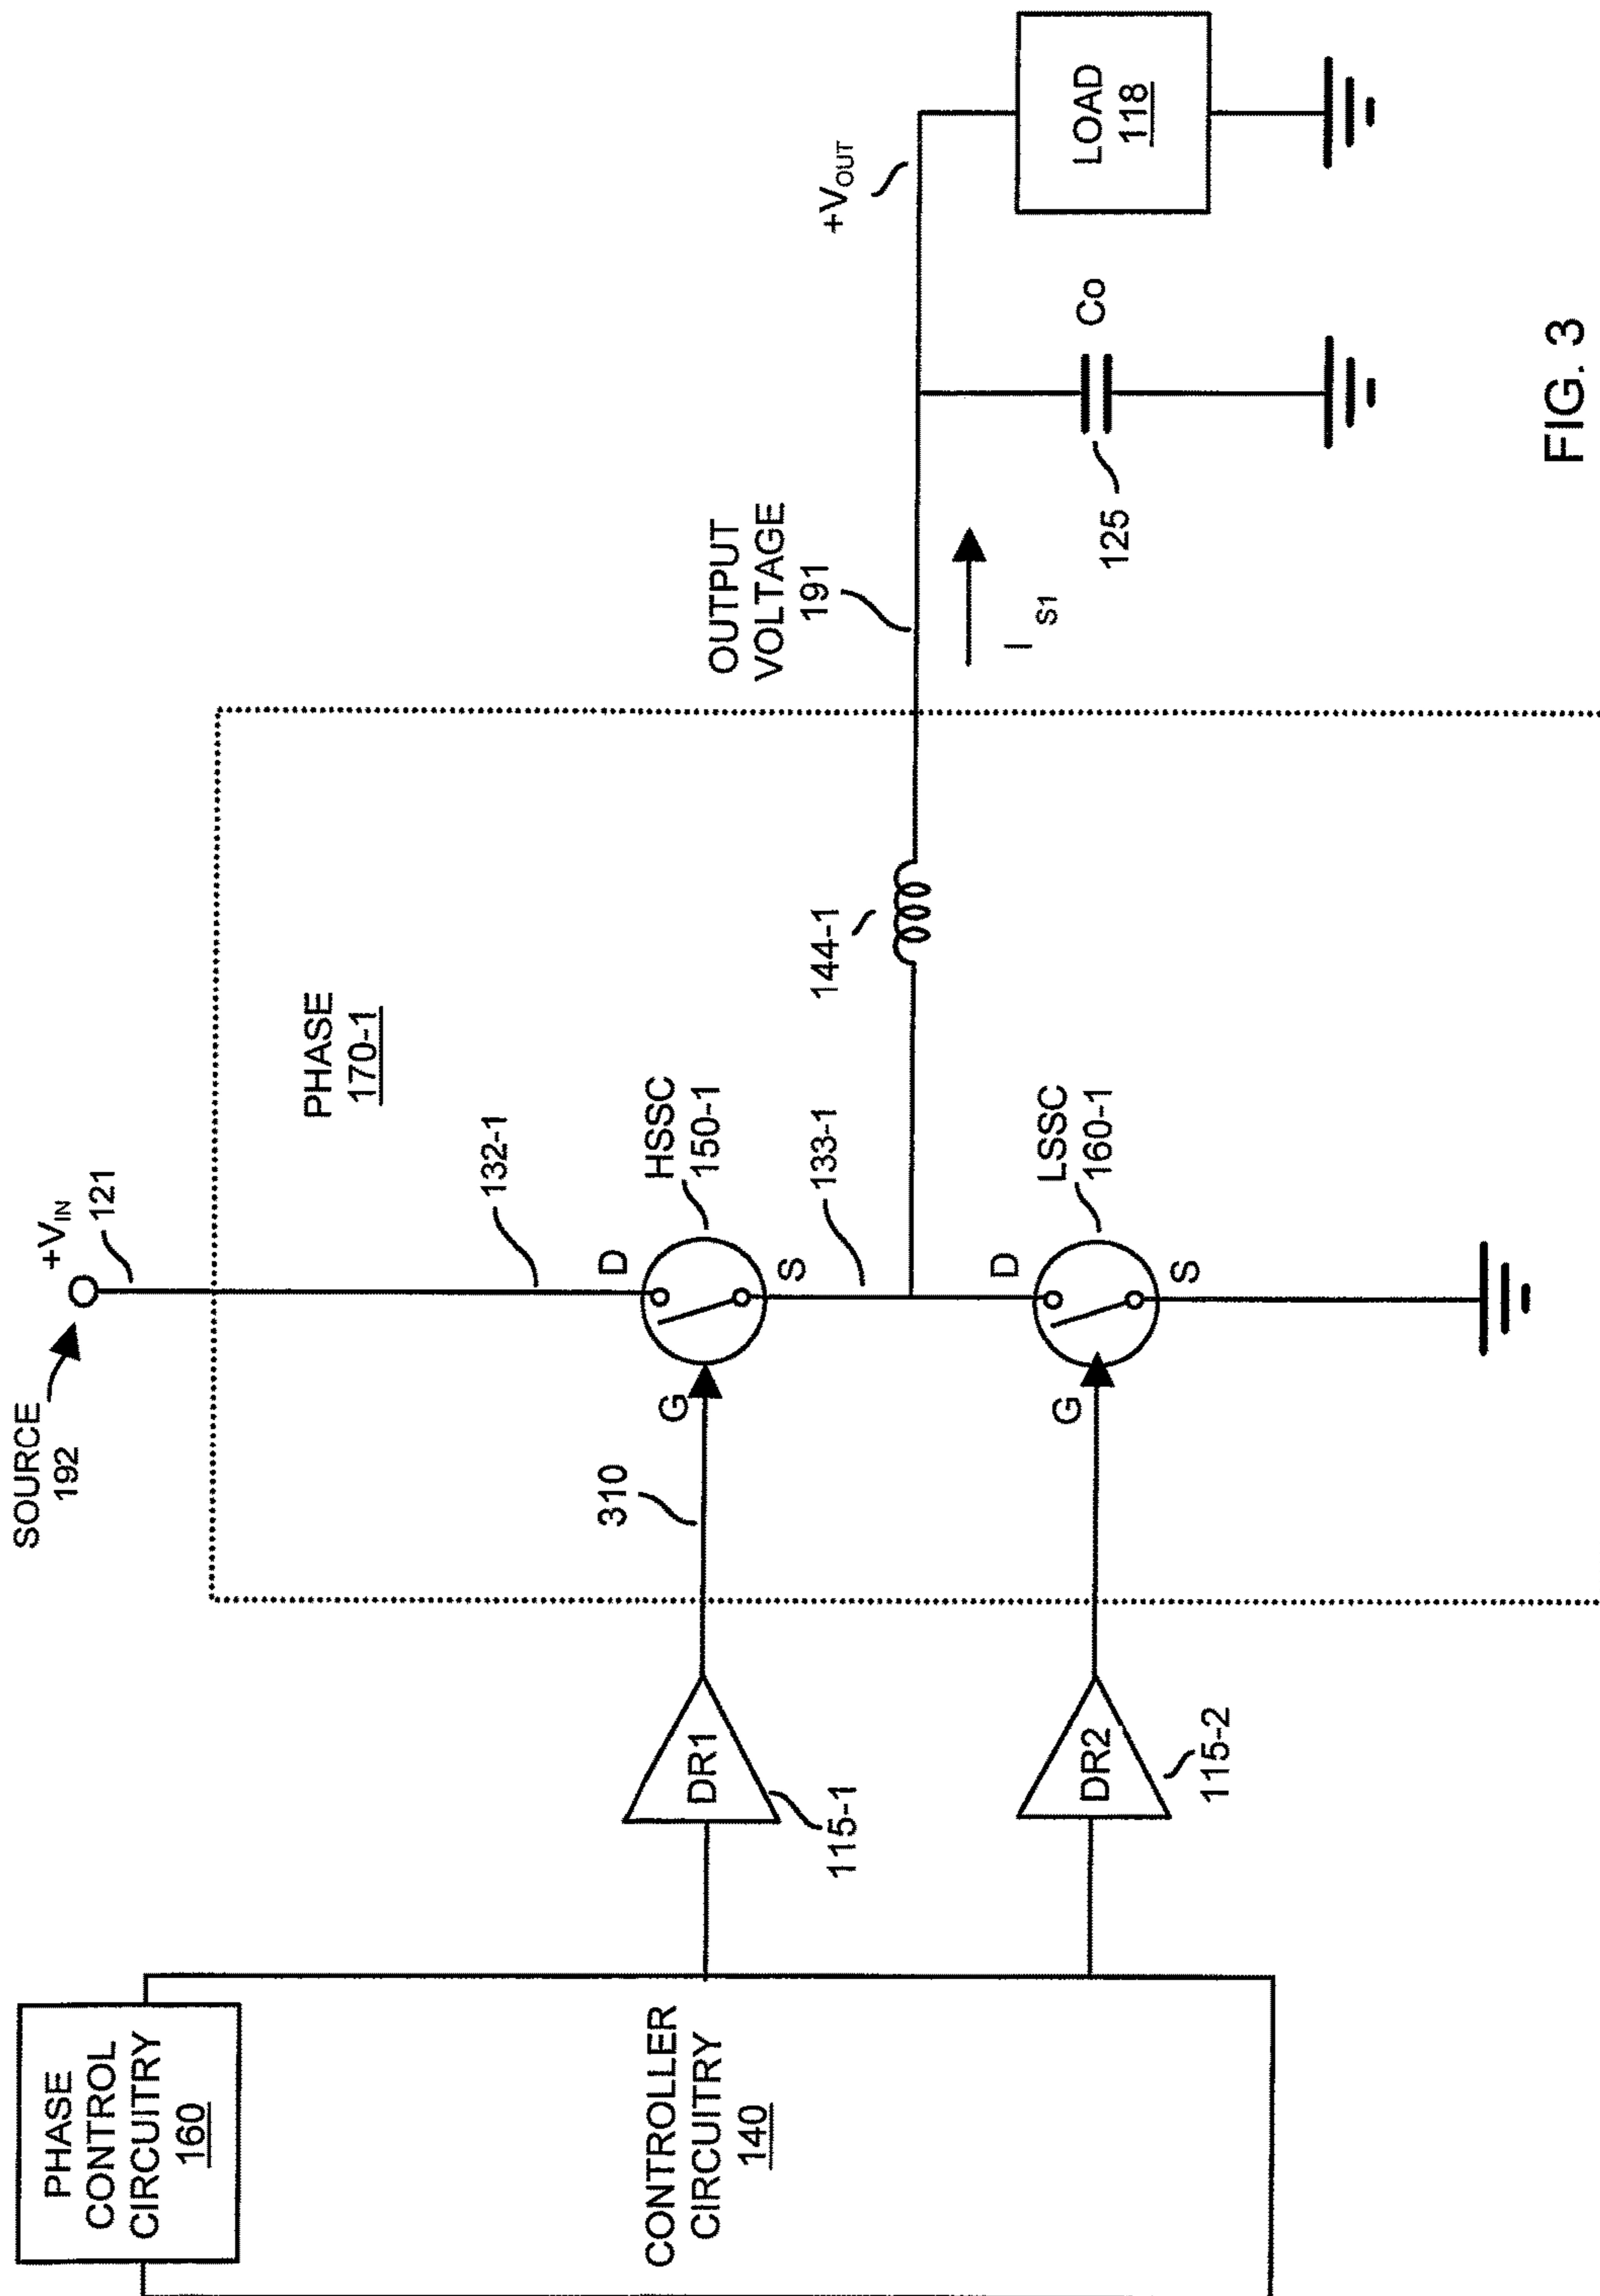 SOURCE
192
+VIN
121
PHASE
170-1
132-1
PHASE
CONTROL
CIRCUITRY
160
310
D
HSSC
150-1
G
S
DR1
115-1
CONTROLLER
CIRCUITRY
140
133-1
144-1
OUTPUT
VOLTAGE
191
+VOUT
I S1
D
LSSC
160-1
G
S
DR2
115-2
125
Co
LOAD
118
FIG. 3